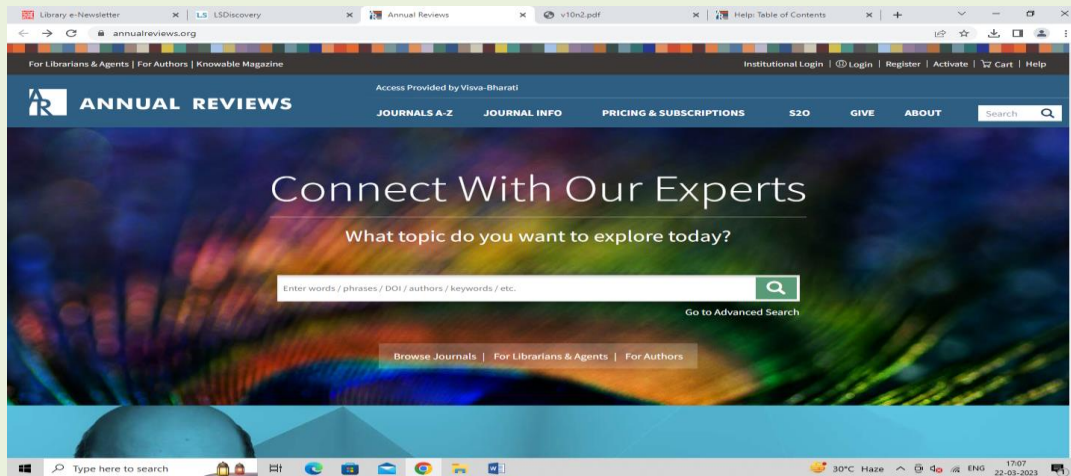 Library e-Newsletter LS LSDiscovery Annual Reviews v10n2.pdf Help: Table of Contents
annualreviews.org
For Librarians & Agents | For Authors | Knowable Magazine Institutional Login | Login | Register | Activate | Cart | Help
Access Provided by Visva-Bharati
AR ANNUAL REVIEWS JOURNALS A-Z JOURNAL INFO PRICING & SUBSCRIPTIONS S2O GIVE ABOUT Search
Connect With Our Experts
What topic do you want to explore today?
Enter words / phrases / DOI / authors / keywords / etc.
Go to Advanced Search
Browse Journals | For Librarians & Agents | For Authors
Type here to search 30°C Haze ENG 17:07
22-03-2023